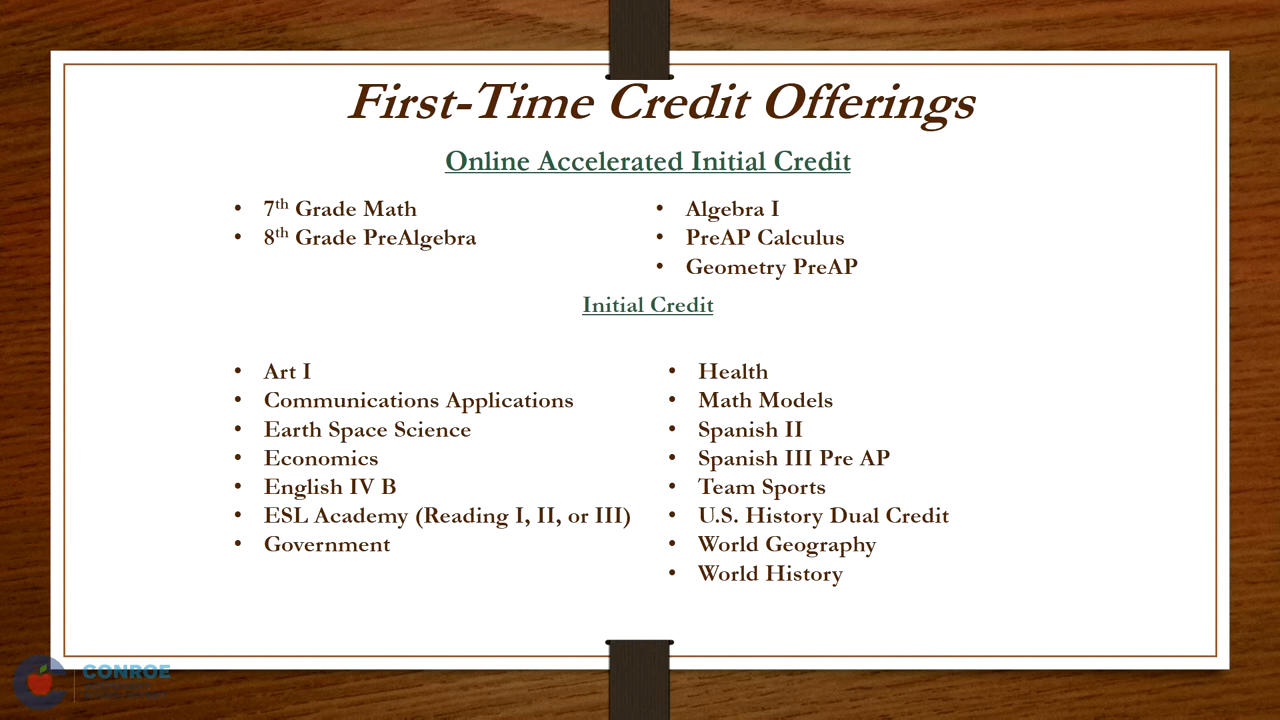 First-Time Credit Offerings
Online Accelerated Initial Credit
• 7th Grade Math
• 8th Grade PreAlgebra
• Algebra I
• PreAP Calculus
• Geometry PreAP
Initial Credit
• Art I
• Communications Applications
• Earth Space Science
• Economics
• English IV B
• ESL Academy (Reading I, II, or III)
• Government
• Health
• Math Models
• Spanish II
• Spanish III Pre AP
• Team Sports
• U.S. History Dual Credit
• World Geography
• World History
CONROE